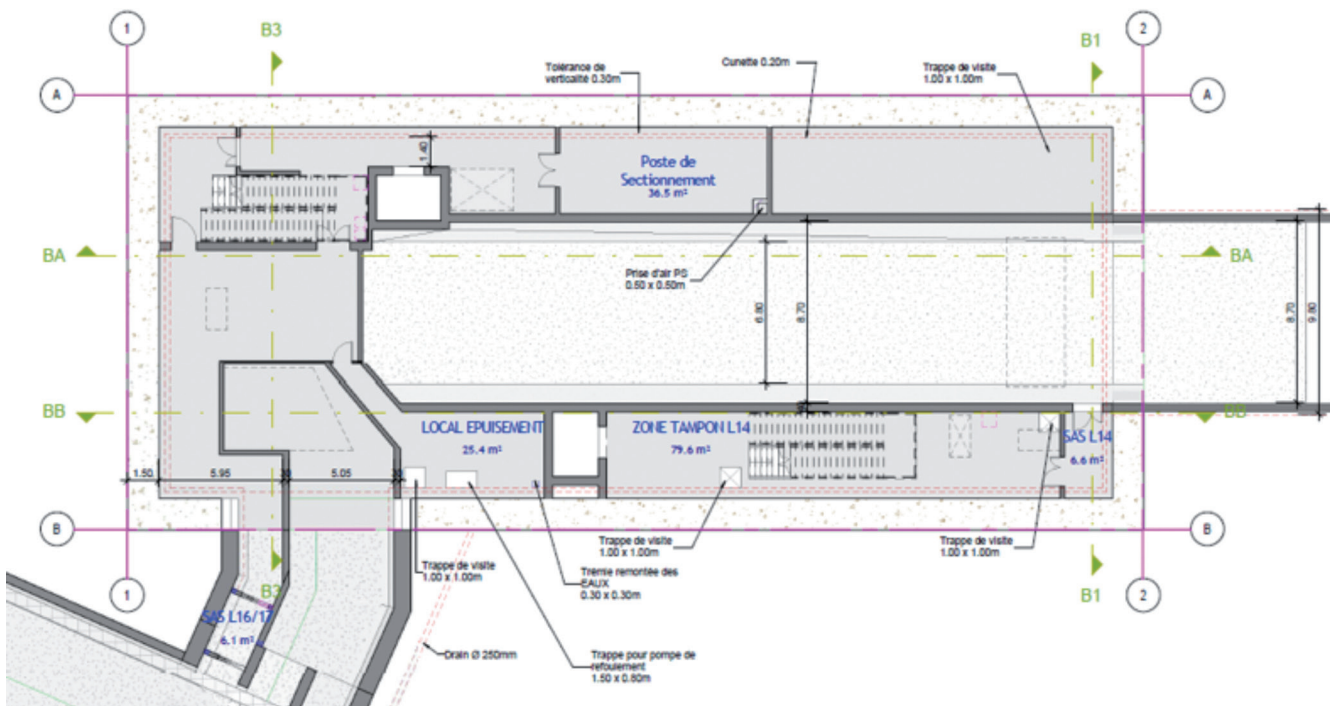 1
B3
B1
2
A
Tolérance de
verticalité 0.30m
Cunette 0.20m
Trappe de visite
1.00 x 1.00m
A
1.40
Poste de
Sectionnement
36.5 m²
BA
BA
Prise d'air PS
0.50 x 0.50m
6.80
8.70
8.70
9.80
BB
BB
LOCAL EPUISEMENT
25.4 m²
ZONE TAMPON L14
79.6 m²
SAS L14
6.6 m²
1.50
5.95
30
5.05
30
B
B
Trappe de visite
1.00 x 1.00m
Trappe de visite
1.00 x 1.00m
Trappe de visite
1.00 x 1.00m
Trémie remontée des
EAUX
0.30 x 0.30m
1
B3
B1
2
SAS L16/17
6.1 m²
Drain Ø 250mm
Trappe pour pompe de
refoulement
1.50 x 0.80m